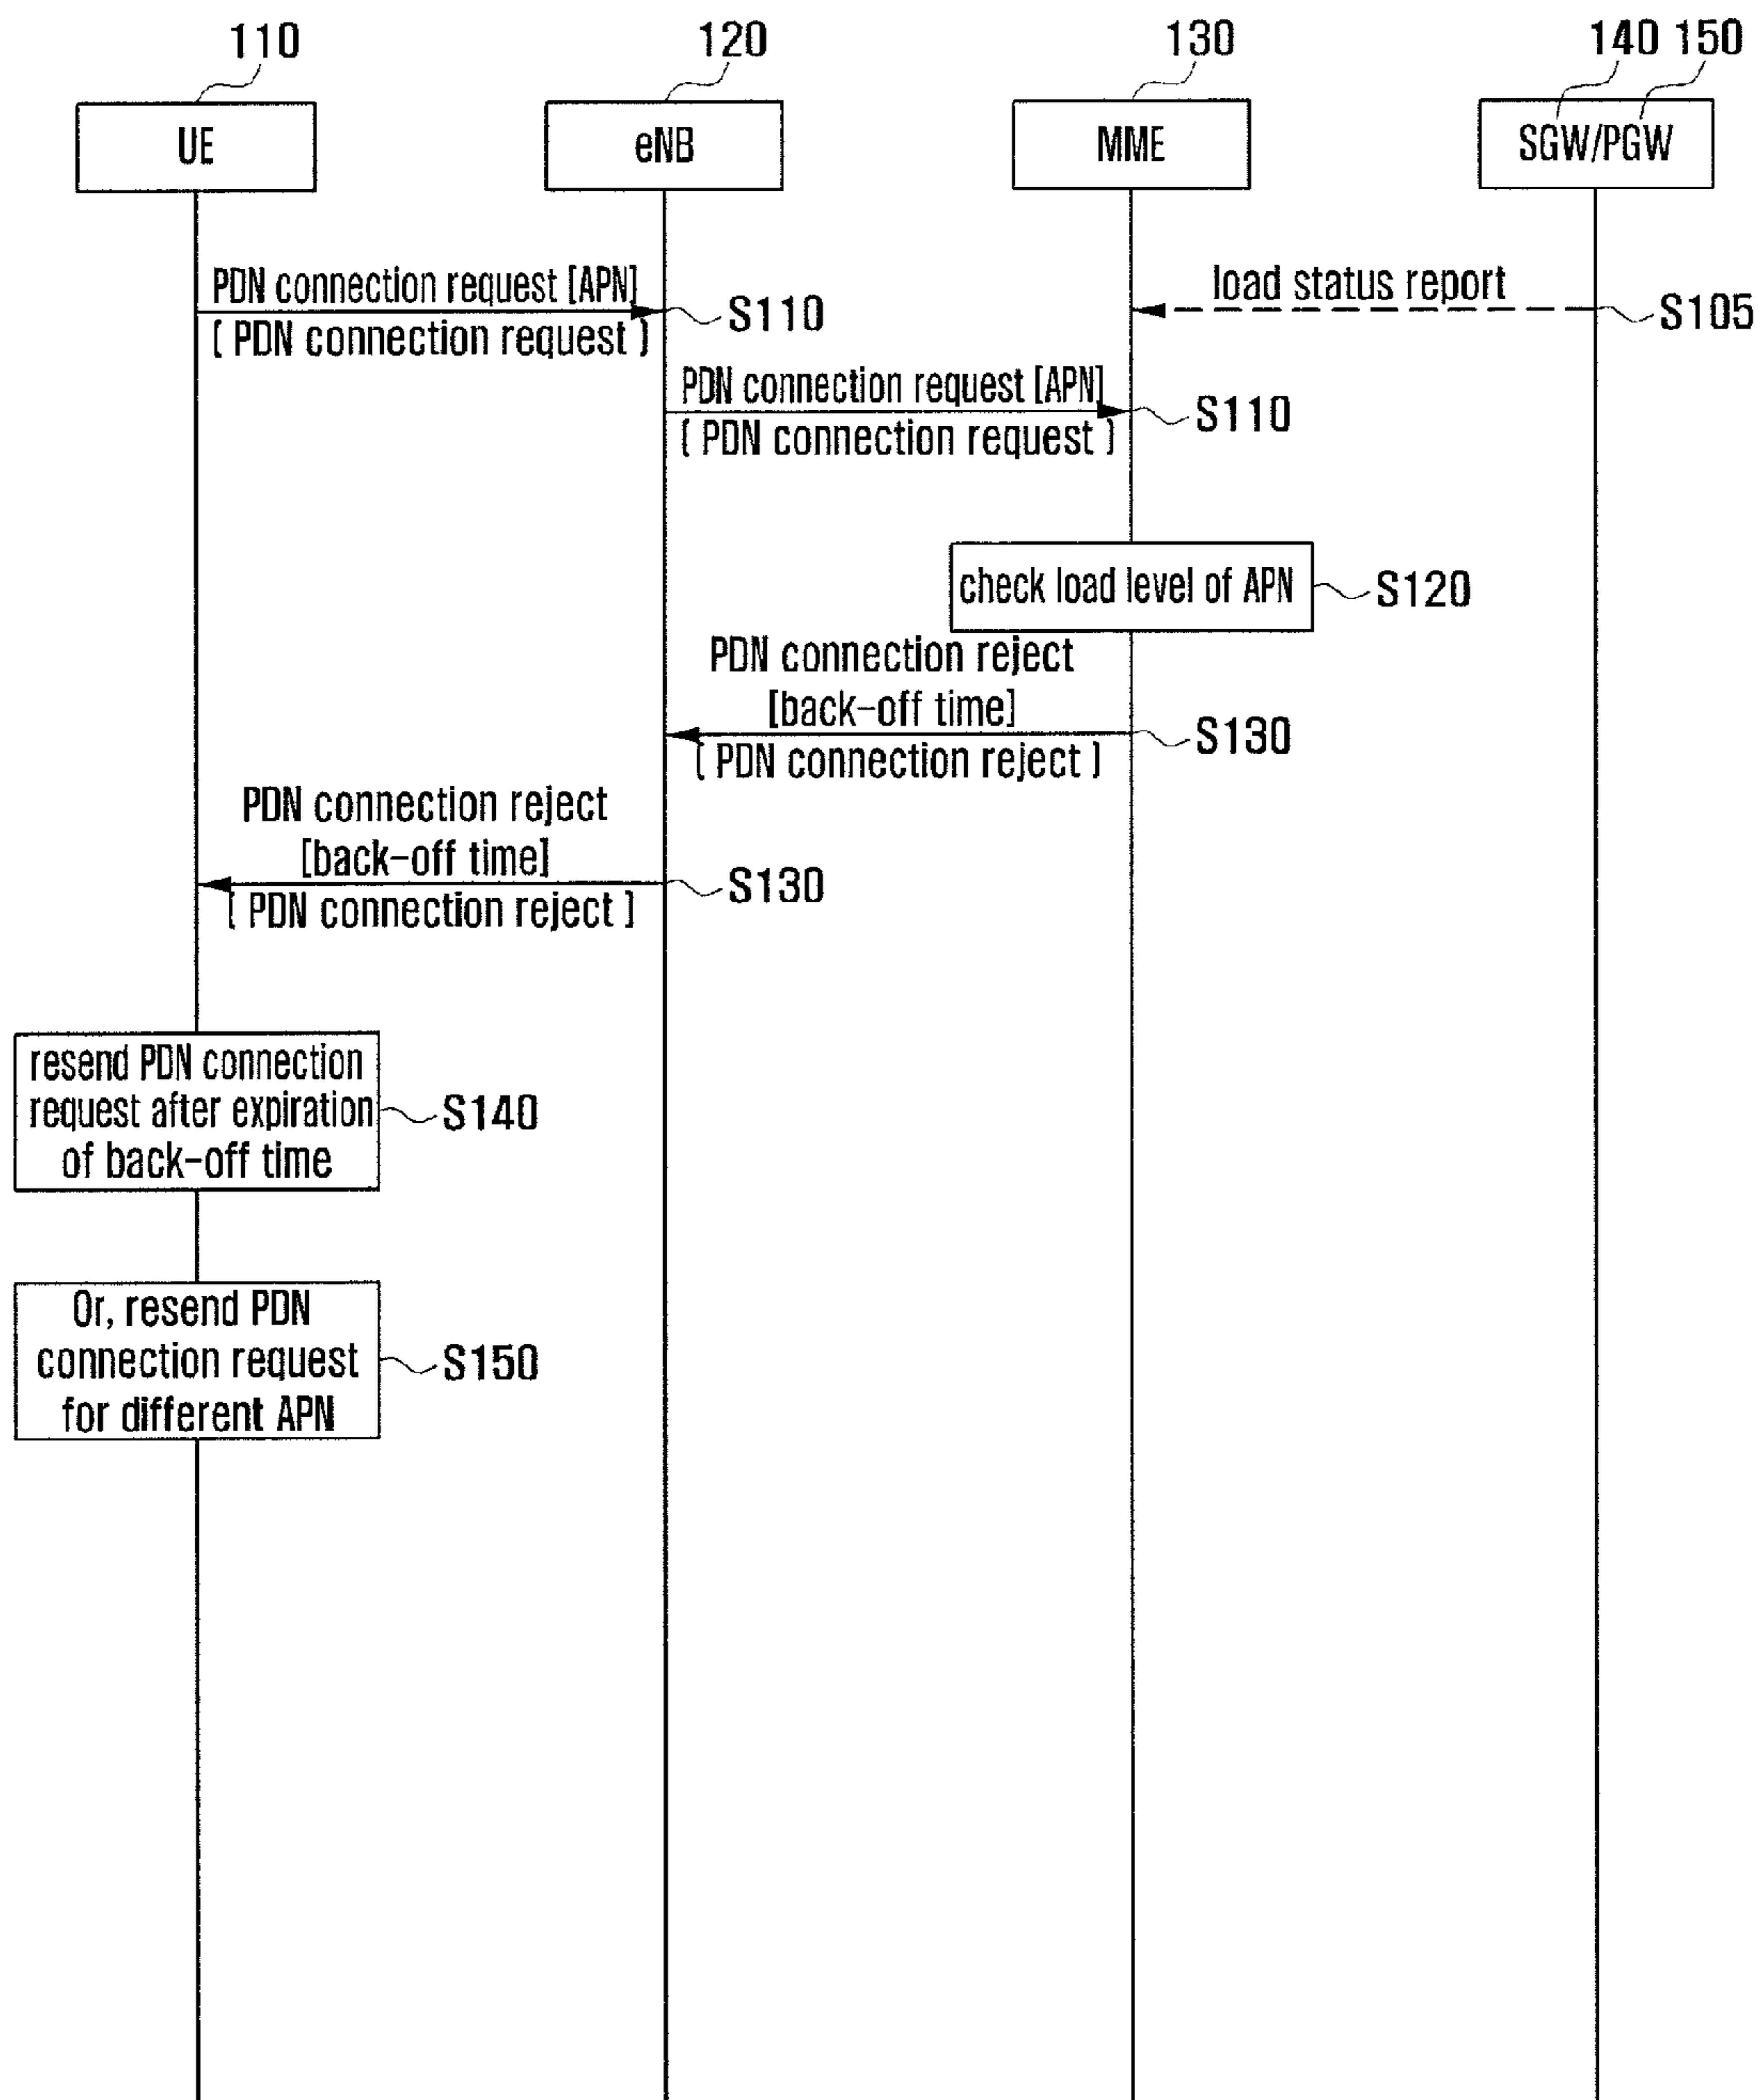 110
120
130
140 150
UE
eNB
MME
SGW/PGW
PDN connection request [APN]
( PDN connection request )
S110
load status report
S105
PDN connection request [APN]
( PDN connection request )
S110
check load level of APN
S120
PDN connection reject
[back-off time]
( PDN connection reject )
S130
PDN connection reject
[back-off time]
( PDN connection reject )
S130
resend PDN connection
request after expiration
of back-off time
S140
Or, resend PDN
connection request
for different APN
S150